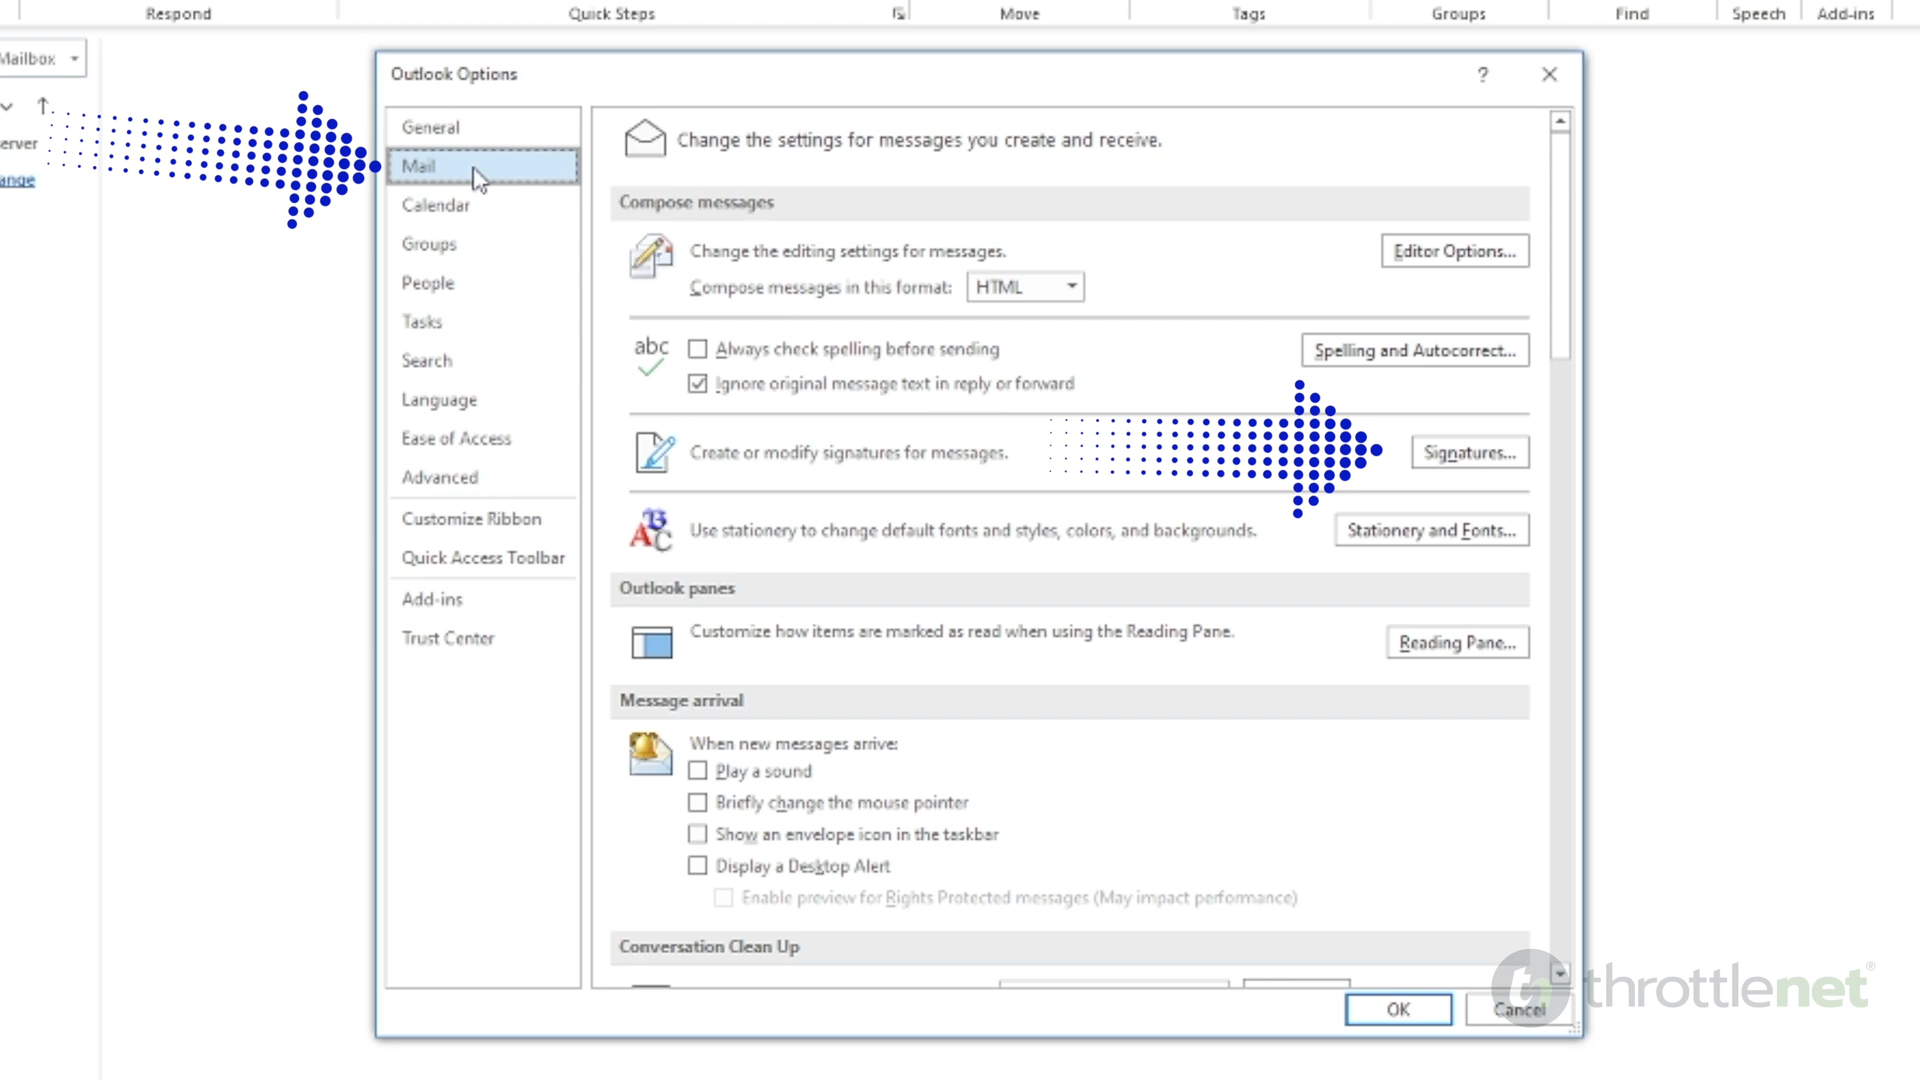 Respond Quick Steps Move Tags Groups Find Speech Add-ins
Mailbox
Outlook Options ?
erver
ange
General
Mail
Calendar
Groups
People
Tasks
Search
Language
Ease of Access
Advanced
Customize Ribbon
Quick Access Toolbar
Add-ins
Trust Center
Change the settings for messages you create and receive.
Compose messages
Change the editing settings for messages. Editor Options...
Compose messages in this format: HTML
abc Always check spelling before sending Spelling and Autocorrect...
Ignore original message text in reply or forward
Create or modify signatures for messages. Signatures...
ABC Use stationery to change default fonts and styles, colors, and backgrounds. Stationery and Fonts...
Outlook panes
Customize how items are marked as read when using the Reading Pane. Reading Pane...
Message arrival
When new messages arrive:
Play a sound
Briefly change the mouse pointer
Show an envelope icon in the taskbar
Display a Desktop Alert
Enable preview for Rights Protected messages (May impact performance)
Conversation Clean Up
OK Cancel
tn throttlenet®